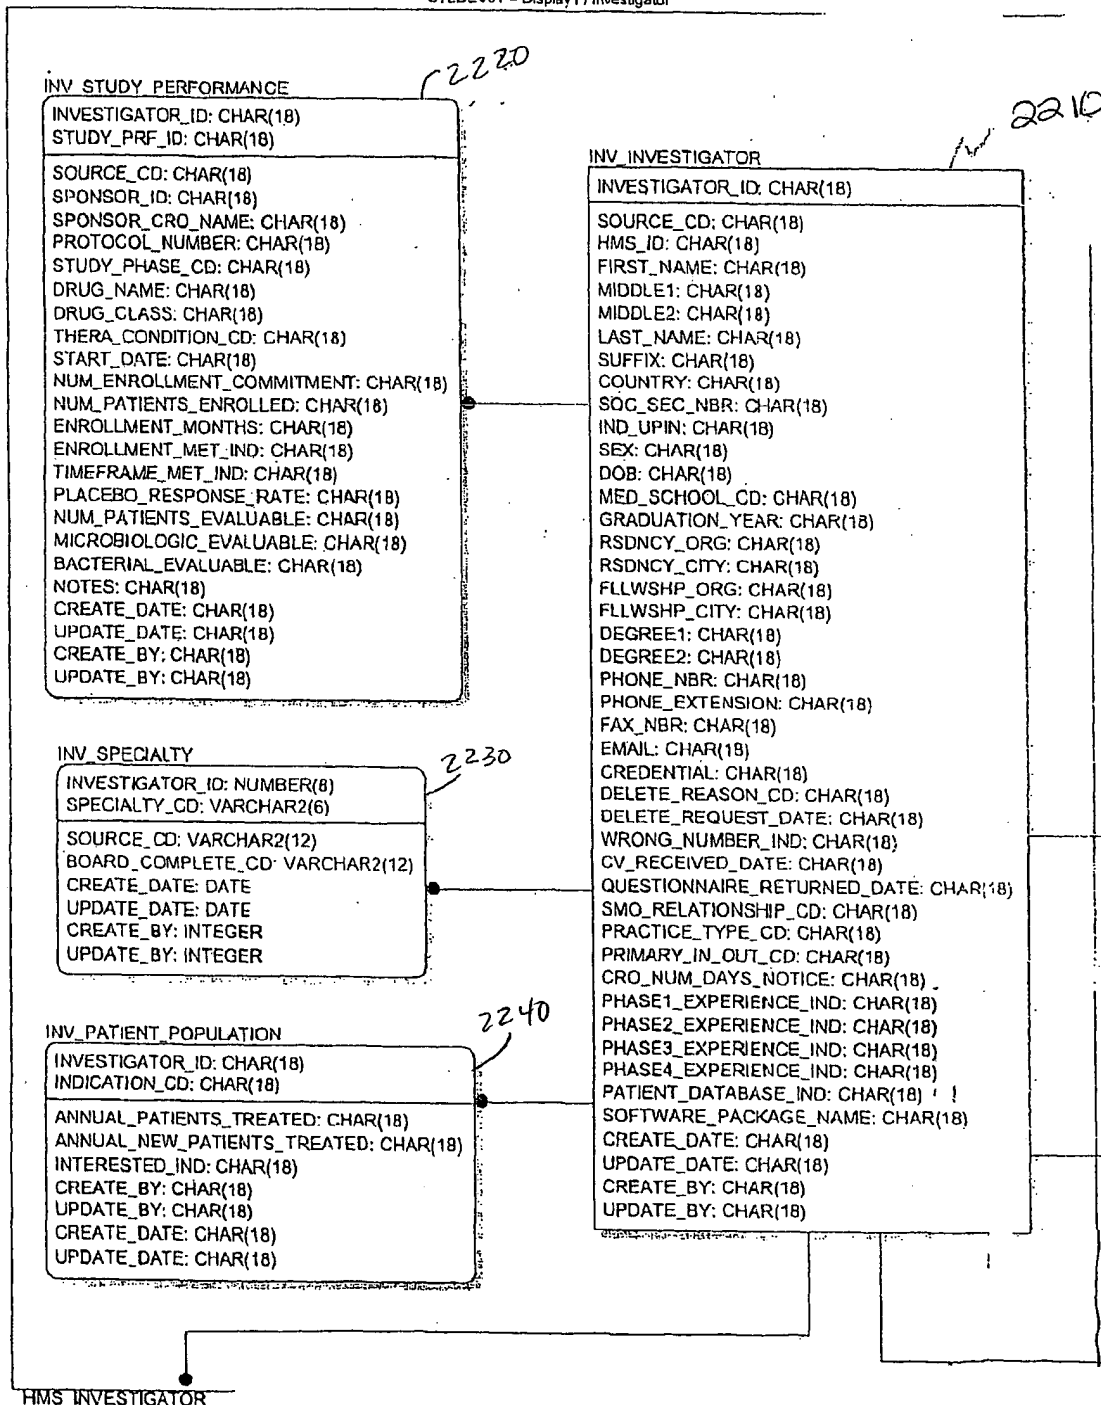 Display1 / Investigator
2220
INV_STUDY_PERFORMANCE
INVESTIGATOR_ID: CHAR(18)
STUDY_PRF_ID: CHAR(18)
SOURCE_CD: CHAR(18)
SPONSOR_ID: CHAR(18)
SPONSOR_CRO_NAME: CHAR(18)
PROTOCOL_NUMBER: CHAR(18)
STUDY_PHASE_CD: CHAR(18)
DRUG_NAME: CHAR(18)
DRUG_CLASS: CHAR(18)
THERA_CONDITION_CD: CHAR(18)
START_DATE: CHAR(18)
NUM_ENROLLMENT_COMMITMENT: CHAR(18)
NUM_PATIENTS_ENROLLED: CHAR(18)
ENROLLMENT_MONTHS: CHAR(18)
ENROLLMENT_MET_IND: CHAR(18)
TIMEFRAME_MET_IND: CHAR(18)
PLACEBO_RESPONSE_RATE: CHAR(18)
NUM_PATIENTS_EVALUABLE: CHAR(18)
MICROBIOLOGIC_EVALUABLE: CHAR(18)
BACTERIAL_EVALUABLE: CHAR(18)
NOTES: CHAR(18)
CREATE_DATE: CHAR(18)
UPDATE_DATE: CHAR(18)
CREATE_BY: CHAR(18)
UPDATE_BY: CHAR(18)
INV_SPECIALTY
2230
INVESTIGATOR_ID: NUMBER(8)
SPECIALTY_CD: VARCHAR2(6)
SOURCE_CD: VARCHAR2(12)
BOARD_COMPLETE_CD: VARCHAR2(12)
CREATE_DATE: DATE
UPDATE_DATE: DATE
CREATE_BY: INTEGER
UPDATE_BY: INTEGER
INV_PATIENT_POPULATION
2240
INVESTIGATOR_ID: CHAR(18)
INDICATION_CD: CHAR(18)
ANNUAL_PATIENTS_TREATED: CHAR(18)
ANNUAL_NEW_PATIENTS_TREATED: CHAR(18)
INTERESTED_IND: CHAR(18)
CREATE_BY: CHAR(18)
UPDATE_BY: CHAR(18)
CREATE_DATE: CHAR(18)
UPDATE_DATE: CHAR(18)
2210
INV_INVESTIGATOR
INVESTIGATOR_ID: CHAR(18)
SOURCE_CD: CHAR(18)
HMS_ID: CHAR(18)
FIRST_NAME: CHAR(18)
MIDDLE1: CHAR(18)
MIDDLE2: CHAR(18)
LAST_NAME: CHAR(18)
SUFFIX: CHAR(18)
COUNTRY: CHAR(18)
SOC_SEC_NBR: CHAR(18)
IND_UPIN: CHAR(18)
SEX: CHAR(18)
DOB: CHAR(18)
MED_SCHOOL_CD: CHAR(18)
GRADUATION_YEAR: CHAR(18)
RSDNCY_ORG: CHAR(18)
RSDNCY_CITY: CHAR(18)
FLLWSHP_ORG: CHAR(18)
FLLWSHP_CITY: CHAR(18)
DEGREE1: CHAR(18)
DEGREE2: CHAR(18)
PHONE_NBR: CHAR(18)
PHONE_EXTENSION: CHAR(18)
FAX_NBR: CHAR(18)
EMAIL: CHAR(18)
CREDENTIAL: CHAR(18)
DELETE_REASON_CD: CHAR(18)
DELETE_REQUEST_DATE: CHAR(18)
WRONG_NUMBER_IND: CHAR(18)
CV_RECEIVED_DATE: CHAR(18)
QUESTIONNAIRE_RETURNED_DATE: CHAR(18)
SMO_RELATIONSHIP_CD: CHAR(18)
PRACTICE_TYPE_CD: CHAR(18)
PRIMARY_IN_OUT_CD: CHAR(18)
CRO_NUM_DAYS_NOTICE: CHAR(18)
PHASE1_EXPERIENCE_IND: CHAR(18)
PHASE2_EXPERIENCE_IND: CHAR(18)
PHASE3_EXPERIENCE_IND: CHAR(18)
PHASE4_EXPERIENCE_IND: CHAR(18)
PATIENT_DATABASE_IND: CHAR(18)
SOFTWARE_PACKAGE_NAME: CHAR(18)
CREATE_DATE: CHAR(18)
UPDATE_DATE: CHAR(18)
CREATE_BY: CHAR(18)
UPDATE_BY: CHAR(18)
HMS_INVESTIGATOR